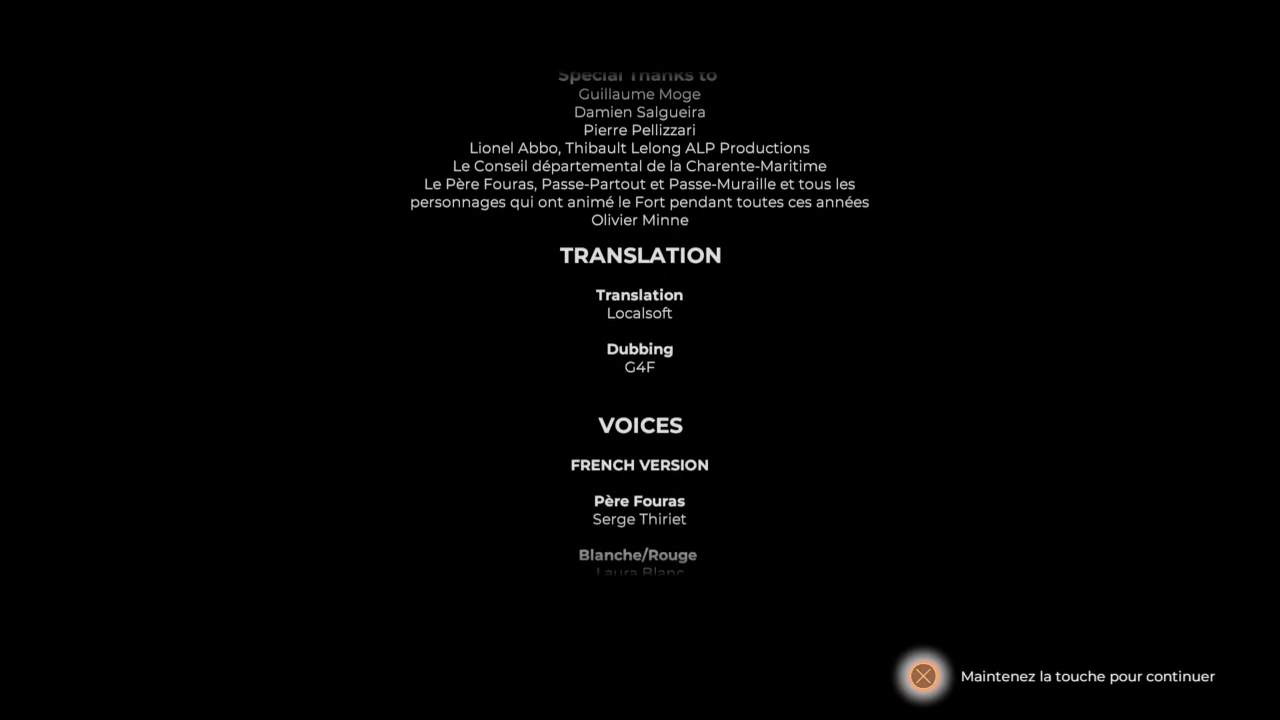 Special Thanks to
Guillaume Moge
Damien Salgueira
Pierre Pellizzari
Lionel Abbo, Thibault Lelong ALP Productions
Le Conseil départemental de la Charente-Maritime
Le Père Fouras, Passe-Partout et Passe-Muraille et tous les
personnages qui ont animé le Fort pendant toutes ces années
Olivier Minne
TRANSLATION
Translation
Localsoft
Dubbing
G4F
VOICES
FRENCH VERSION
Père Fouras
Serge Thiriet
Blanche/Rouge
Laura Blanc
Maintenez la touche pour continuer